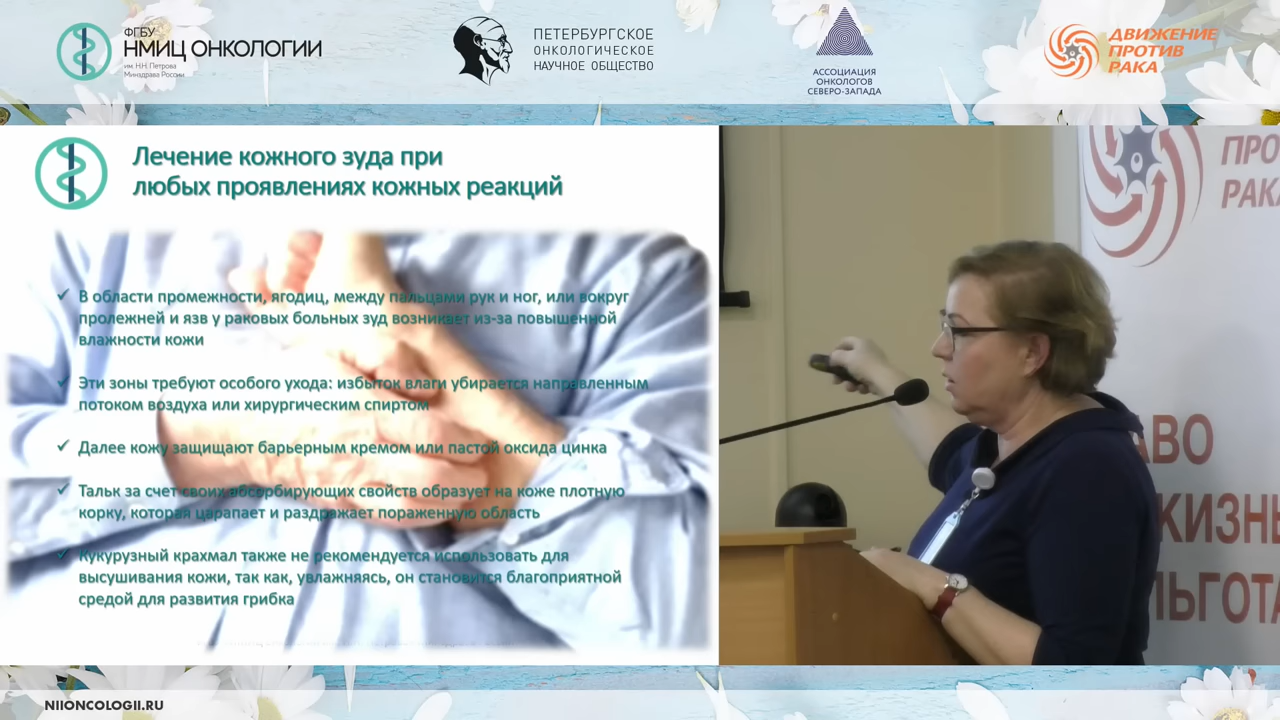 ФГБУ
НМИЦ ОНКОЛОГИИ
им. Н.Н. Петрова
Минздрава России
ПЕТЕРБУРГСКОЕ
ОНКОЛОГИЧЕСКОЕ
НАУЧНОЕ ОБЩЕСТВО
АССОЦИАЦИЯ
ОНКОЛОГОВ
СЕВЕРО-ЗАПАДА
ДВИЖЕНИЕ
ПРОТИВ
РАКА
Лечение кожного зуда при
любых проявлениях кожных реакций
✓ В области промежности, ягодиц, между пальцами рук и ног, или вокруг
пролежней и язв у раковых больных зуд возникает из-за повышенной
влажности кожи
✓ Эти зоны требуют особого ухода: избыток влаги убирается направленным
потоком воздуха или хирургическим спиртом
✓ Далее кожу защищают барьерным кремом или пастой оксида цинка
✓ Тальк за счет своих абсорбирующих свойств образует на коже плотную
корку, которая царапает и раздражает пораженную область
✓ Кукурузный крахмал также не рекомендуется использовать для
высушивания кожи, так как, увлажняясь, он становится благоприятной
средой для развития грибка
ПРО
РАКА
АВО
ЖИЗНЬ
ЛЬГОТА
NIIONCOLOGII.RU